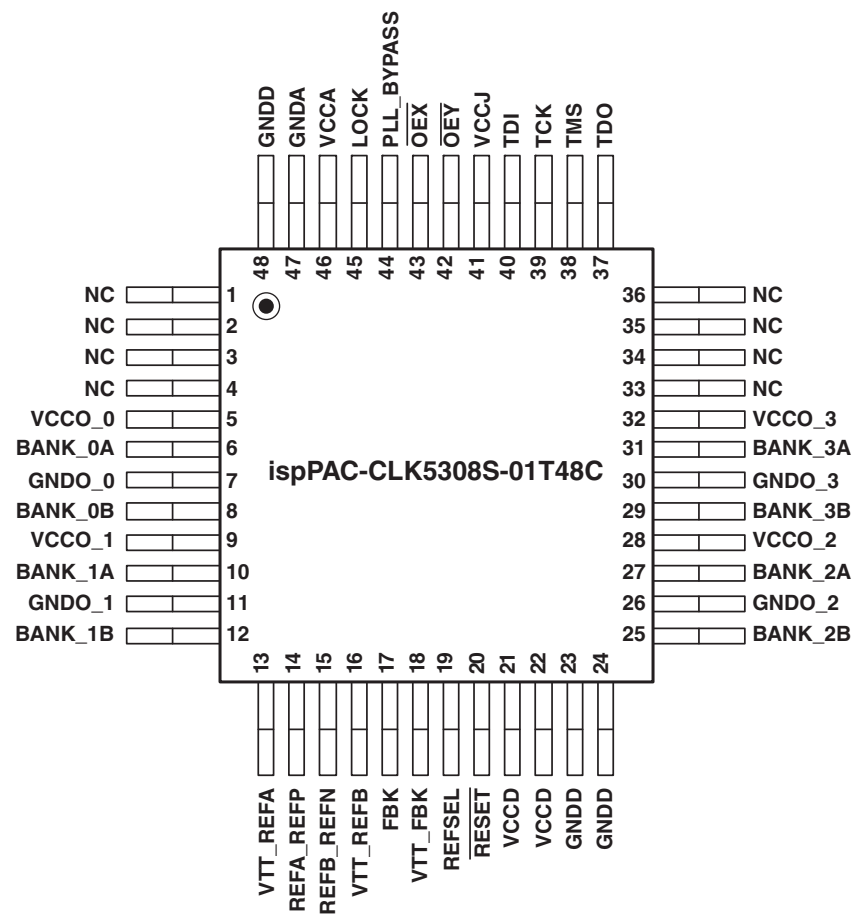 GNDD
GNDA
VCCA
LOCK
PLL_BYPASS
OEX
OEY
VCCJ
TDI
TCK
TMS
TDO
48
47
46
45
44
43
42
41
40
39
38
37
NC 1
NC 2
NC 3
NC 4
VCCO_0 5
BANK_0A 6
GNDO_0 7
BANK_0B 8
VCCO_1 9
BANK_1A 10
GNDO_1 11
BANK_1B 12
ispPAC-CLK5308S-01T48C
36 NC
35 NC
34 NC
33 NC
32 VCCO_3
31 BANK_3A
30 GNDO_3
29 BANK_3B
28 VCCO_2
27 BANK_2A
26 GNDO_2
25 BANK_2B
13
14
15
16
17
18
19
20
21
22
23
24
VTT_REFA
REFA_REFP
REFB_REFN
VTT_REFB
FBK
VTT_FBK
REFSEL
RESET
VCCD
VCCD
GNDD
GNDD